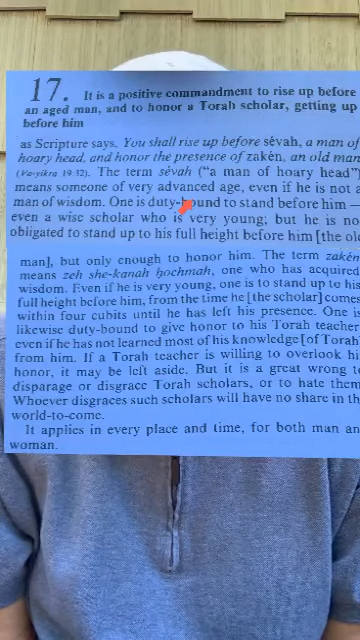 17. It is a positive commandment to rise up before
an aged man, and to honor a Torah scholar, getting up
before him
as Scripture says, You shall rise up before sévah, a man of
hoary head, and honor the presence of zakén, an old man
(Va-yikra 19:32). The term sévah ("a man of hoary head")
means someone of very advanced age, even if he is not a
man of wisdom. One is duty-bound to stand before him —
even a wise scholar who is very young; but he is no
obligated to stand up to his full height before him [the old
man], but only enough to honor him. The term zakén
means zeh she-kanah ḥochmah, one who has acquired
wisdom. Even if he is very young, one is to stand up to his
full height before him, from the time he [the scholar] comes
within four cubits until he has left his presence. One is
likewise duty-bound to give honor to his Torah teacher
even if he has not learned most of his knowledge [of Torah
from him. If a Torah teacher is willing to overlook hi
honor, it may be left aside. But it is a great wrong to
disparage or disgrace Torah scholars, or to hate them
Whoever disgraces such scholars will have no share in th
world-to-come.
It applies in every place and time, for both man an
woman.